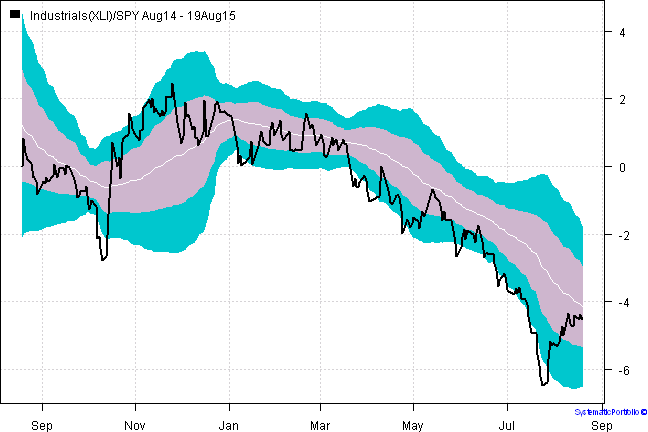 Industrials(XLI)/SPY Aug14 - 19Aug15
4
2
0
-2
-4
-6
SystematicPortfolio ©
Sep Nov Jan Mar May Jul Sep